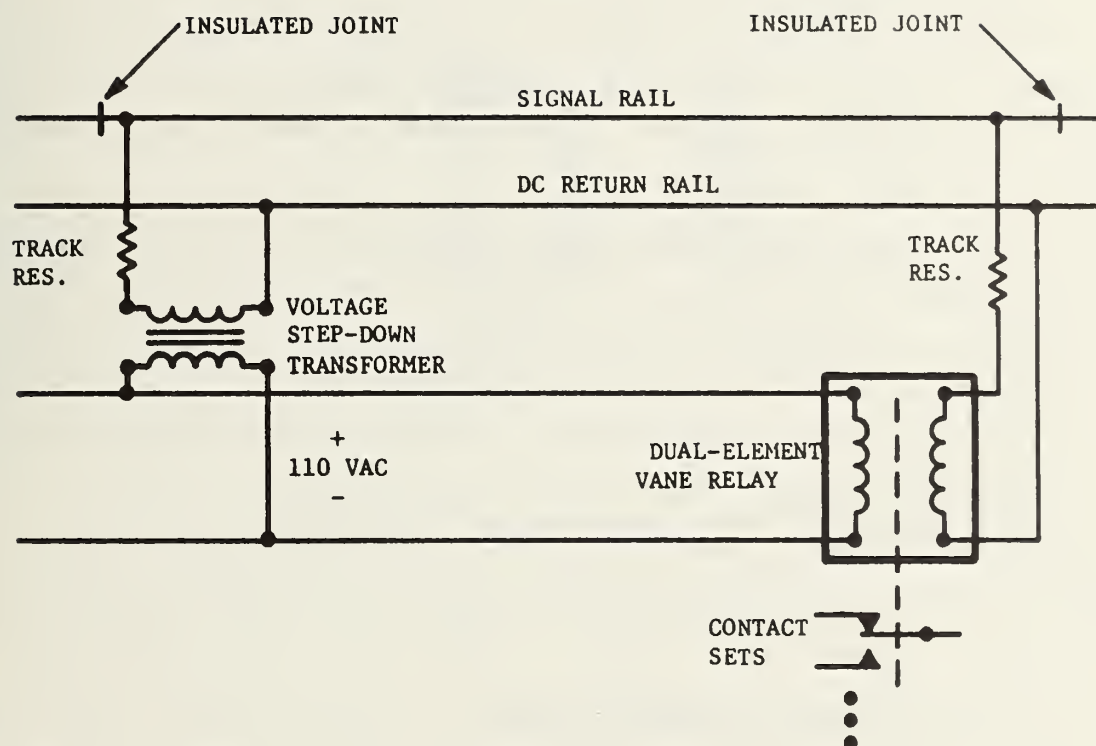 INSULATED JOINT
INSULATED JOINT
SIGNAL RAIL
DC RETURN RAIL
TRACK
RES.
TRACK
RES.
VOLTAGE
STEP-DOWN
TRANSFORMER
+
110 VAC
-
DUAL-ELEMENT
VANE RELAY
CONTACT
SETS